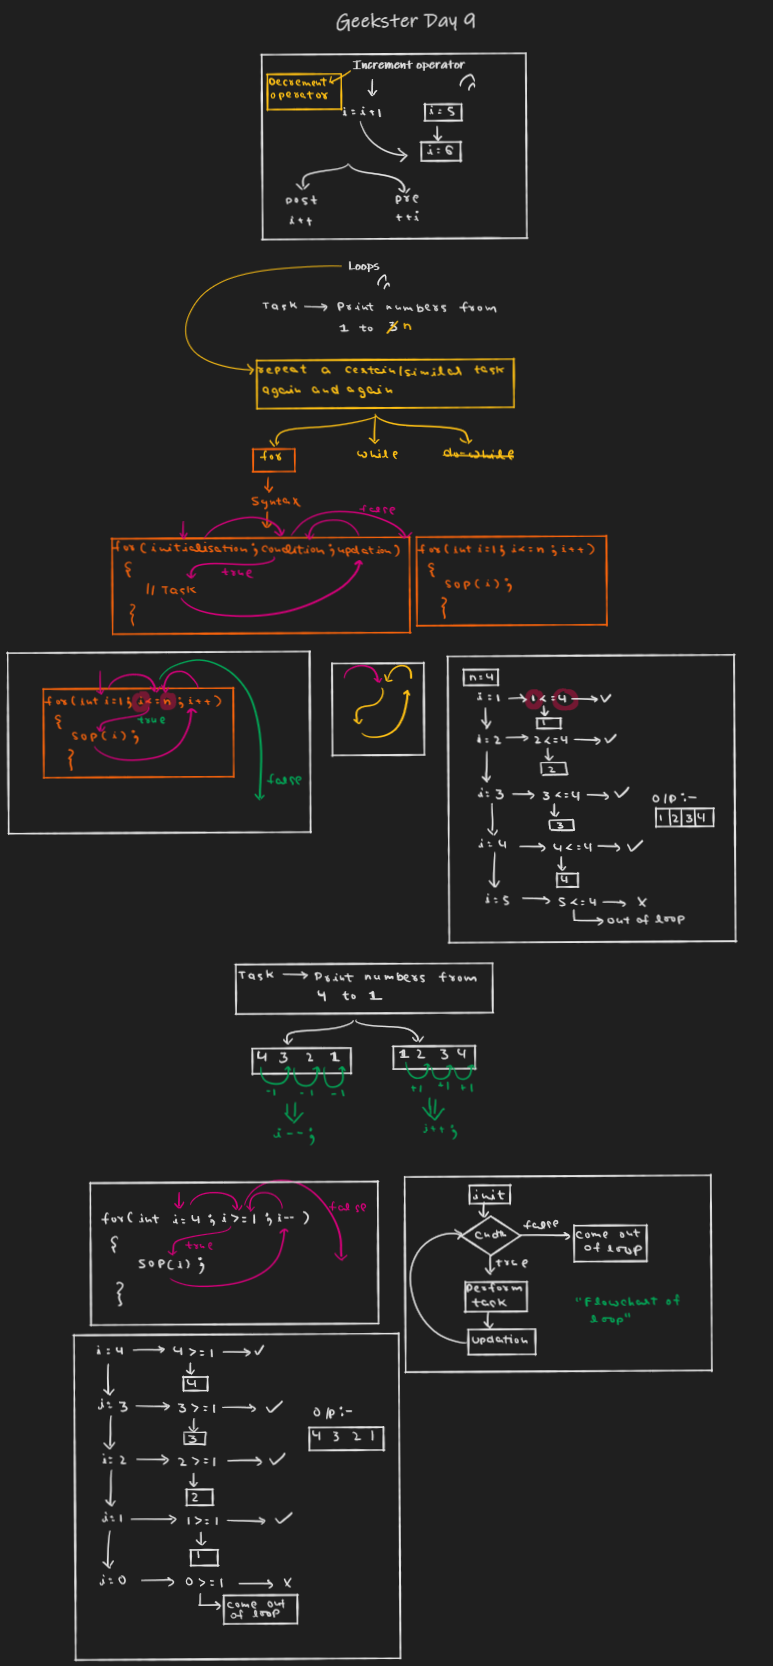 Geekster Day 9
Increment operator
Decrement
operator
i=i+1
i=5
i=6
post
i++
pre
++i
Loops
Task → Print numbers from
1 to 3 n
repeat a certain/similar task
again and again
for
while
do-while
Syntax
false
for(initialisation;condition;updation)
{
true
// Task
}
for(int i=1; i<=n; i++)
{
SOP(i);
}
for(int i=1; i<=n; i++)
{
true
SOP(i);
}
false
n=4
i=1 → 1<=4 → ✓
1
i=2 → 2<=4 → ✓
2
i=3 → 3<=4 → ✓
3
i=4 → 4<=4 → ✓
4
i=5 → 5<=4 → X
out of loop
O/P :-
1 2 3 4
Task → Print numbers from
4 to 1
4 3 2 1
-1 -1 -1
i--;
1 2 3 4
+1 +1 +1
i++;
for(int i=4; i>=1; i--)
false
{
true
SOP(i);
}
init
cndn
false
come out
of loop
true
perform
task
updation
"Flowchart of
loop"
i=4 → 4>=1 → ✓
4
i=3 → 3>=1 → ✓
3
i=2 → 2>=1 → ✓
2
i=1 → 1>=1 → ✓
1
i=0 → 0>=1 → X
come out
of loop
O/P :-
4 3 2 1